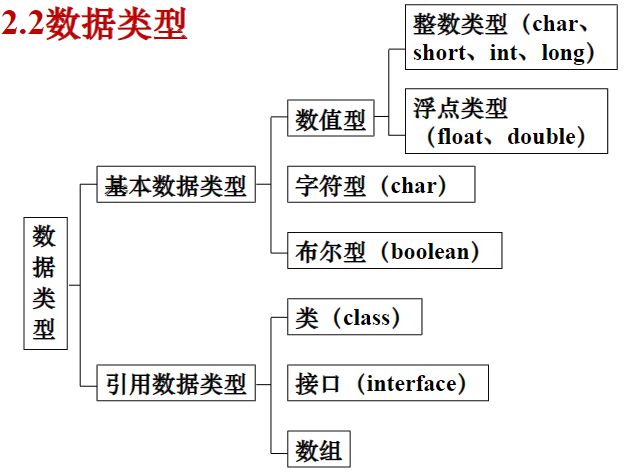 2.2数据类型
整数类型（char、
short、int、long）
浮点类型
（float、double）
数值型
字符型（char）
布尔型（boolean）
基本数据类型
数
据
类
型
类（class）
接口（interface）
数组
引用数据类型